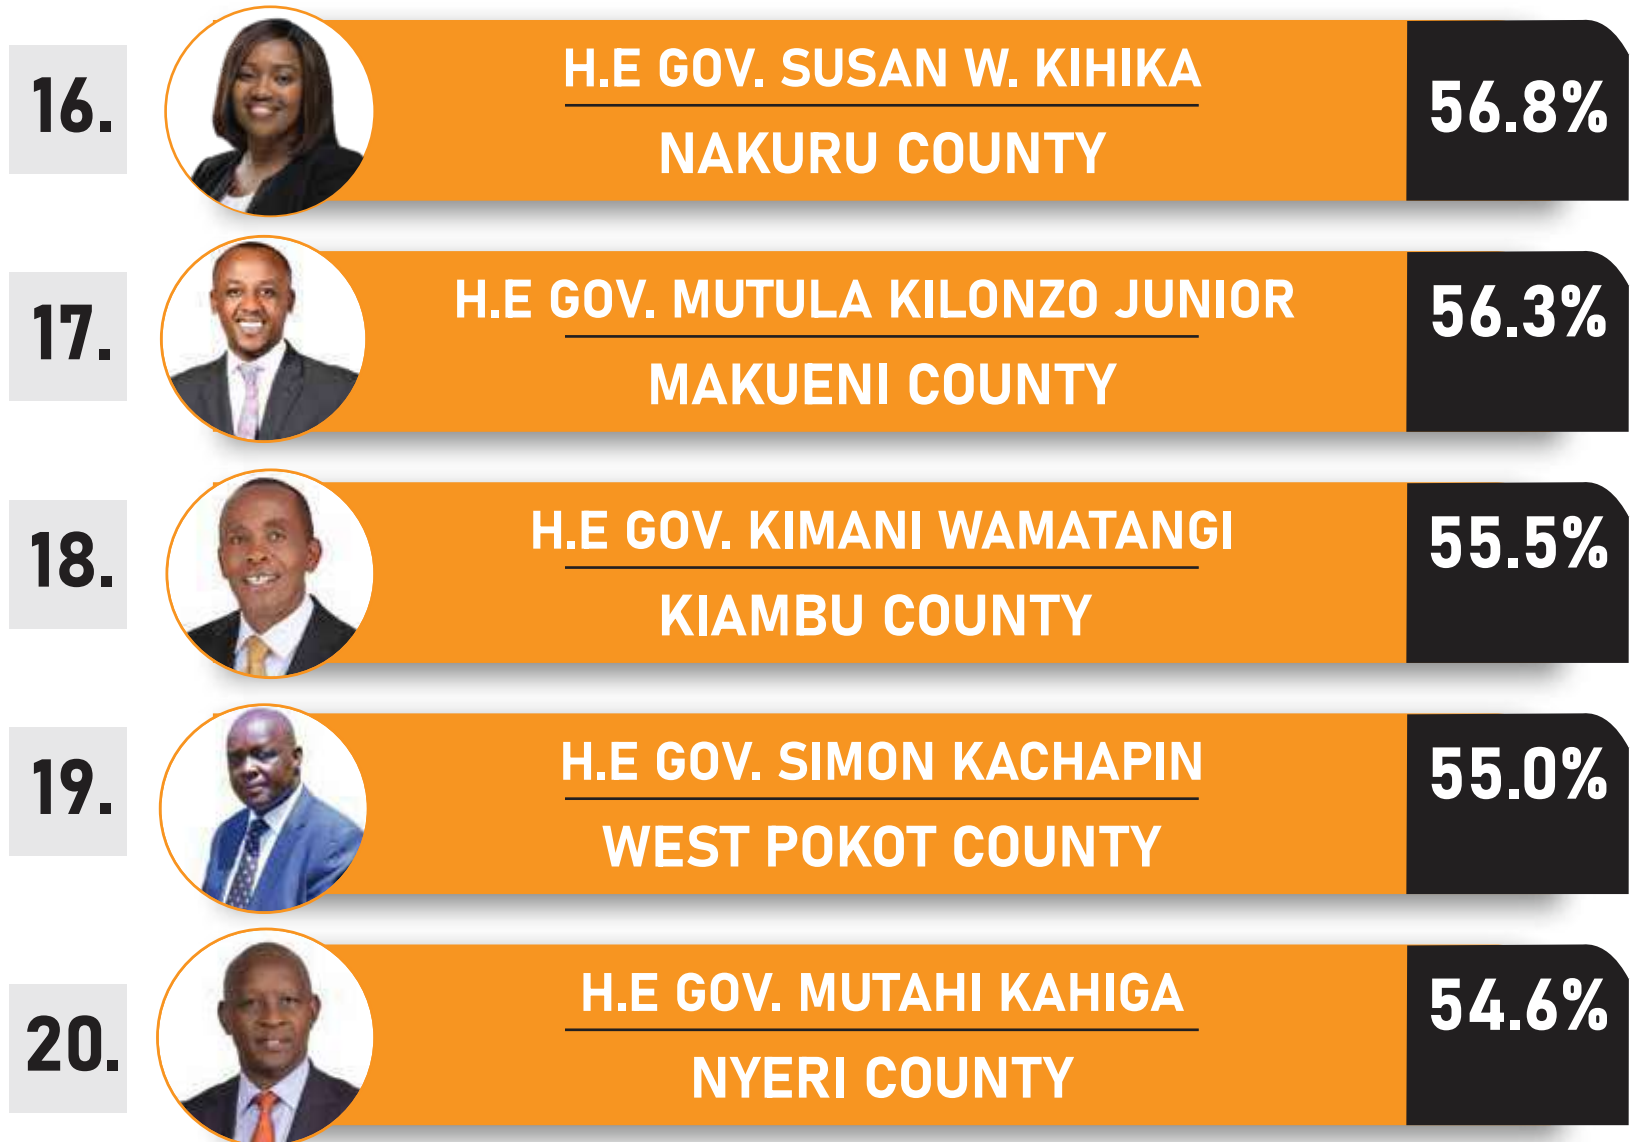 16.
H.E GOV. SUSAN W. KIHIKA
NAKURU COUNTY
56.8%
17.
H.E GOV. MUTULA KILONZO JUNIOR
MAKUENI COUNTY
56.3%
18.
H.E GOV. KIMANI WAMATANGI
KIAMBU COUNTY
55.5%
19.
H.E GOV. SIMON KACHAPIN
WEST POKOT COUNTY
55.0%
20.
H.E GOV. MUTAHI KAHIGA
NYERI COUNTY
54.6%